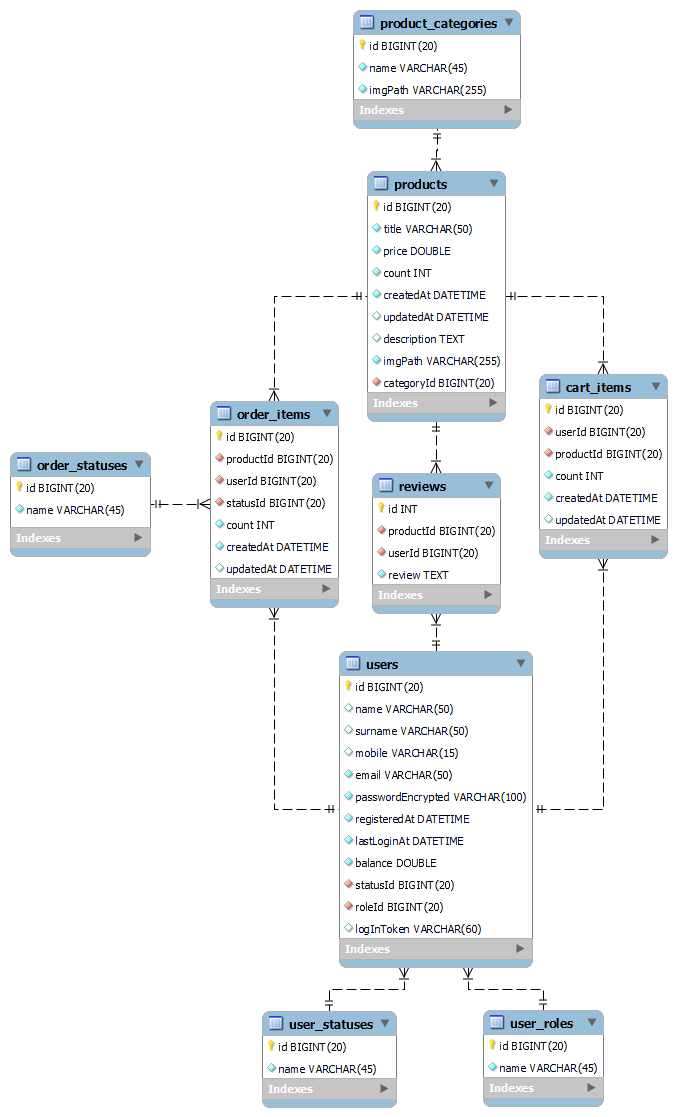 product_categories
id BIGINT(20)
name VARCHAR(45)
imgPath VARCHAR(255)
Indexes
products
id BIGINT(20)
title VARCHAR(50)
price DOUBLE
count INT
createdAt DATETIME
updatedAt DATETIME
description TEXT
imgPath VARCHAR(255)
categoryId BIGINT(20)
Indexes
order_items
id BIGINT(20)
productId BIGINT(20)
userId BIGINT(20)
statusId BIGINT(20)
count INT
createdAt DATETIME
updatedAt DATETIME
Indexes
cart_items
id BIGINT(20)
userId BIGINT(20)
productId BIGINT(20)
count INT
createdAt DATETIME
updatedAt DATETIME
Indexes
order_statuses
id BIGINT(20)
name VARCHAR(45)
Indexes
reviews
id INT
productId BIGINT(20)
userId BIGINT(20)
review TEXT
Indexes
users
id BIGINT(20)
name VARCHAR(50)
surname VARCHAR(50)
mobile VARCHAR(15)
email VARCHAR(50)
passwordEncrypted VARCHAR(100)
registeredAt DATETIME
lastLoginAt DATETIME
balance DOUBLE
statusId BIGINT(20)
roleId BIGINT(20)
logInToken VARCHAR(60)
Indexes
user_statuses
id BIGINT(20)
name VARCHAR(45)
Indexes
user_roles
id BIGINT(20)
name VARCHAR(45)
Indexes